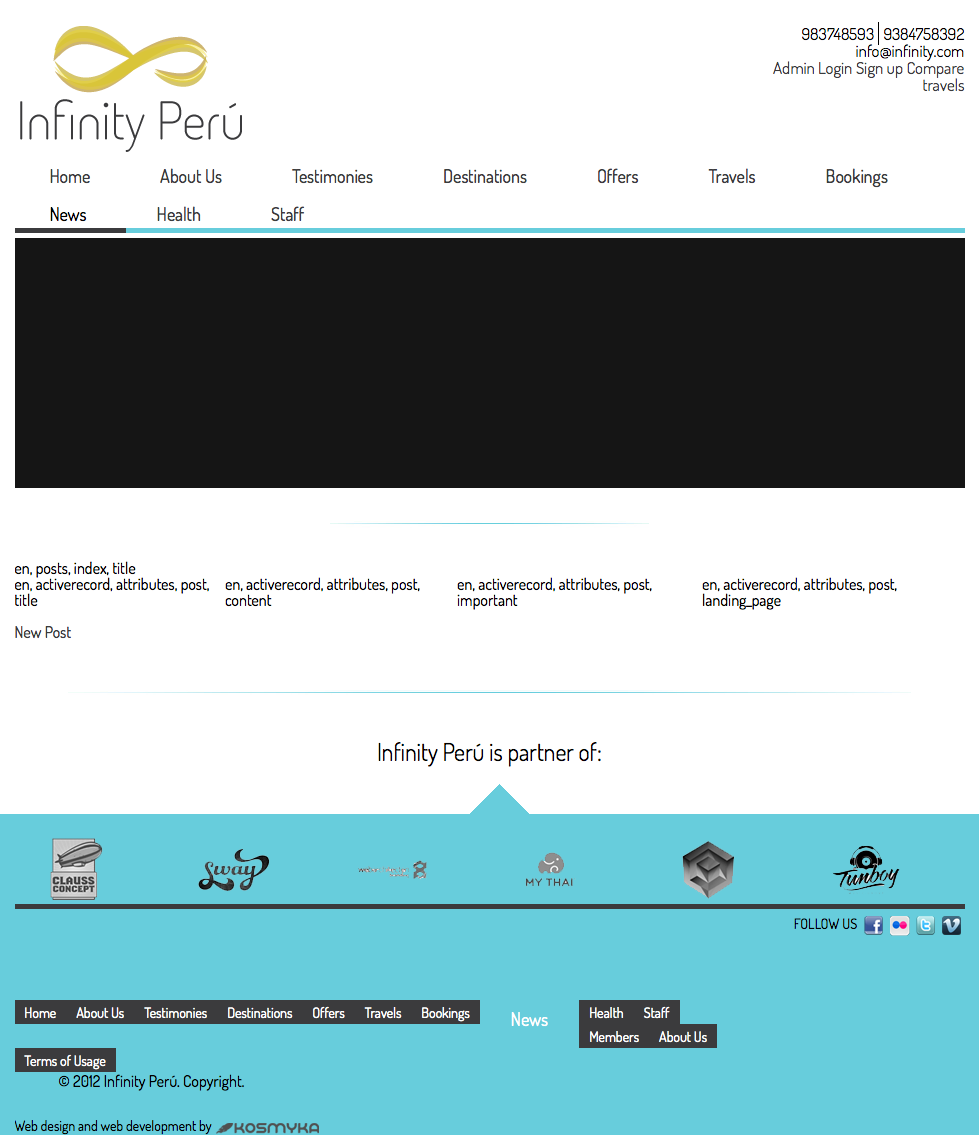 983748593 9384758392
info@infinity.com
Admin Login Sign up Compare
travels
Infinity Perú
Home About Us Testimonies Destinations Offers Travels Bookings
News Health Staff
en, posts, index, title
en, activerecord, attributes, post, title
en, activerecord, attributes, post, content
en, activerecord, attributes, post, important
en, activerecord, attributes, post, landing_page
New Post
Infinity Perú is partner of:
CLAUSS
CONCEPT
Sway
MY THAI
Tunboy
FOLLOW US
Home About Us Testimonies Destinations Offers Travels Bookings
News
Health Staff
Members About Us
Terms of Usage
© 2012 Infinity Perú. Copyright.
Web design and web development by KOSMYKA